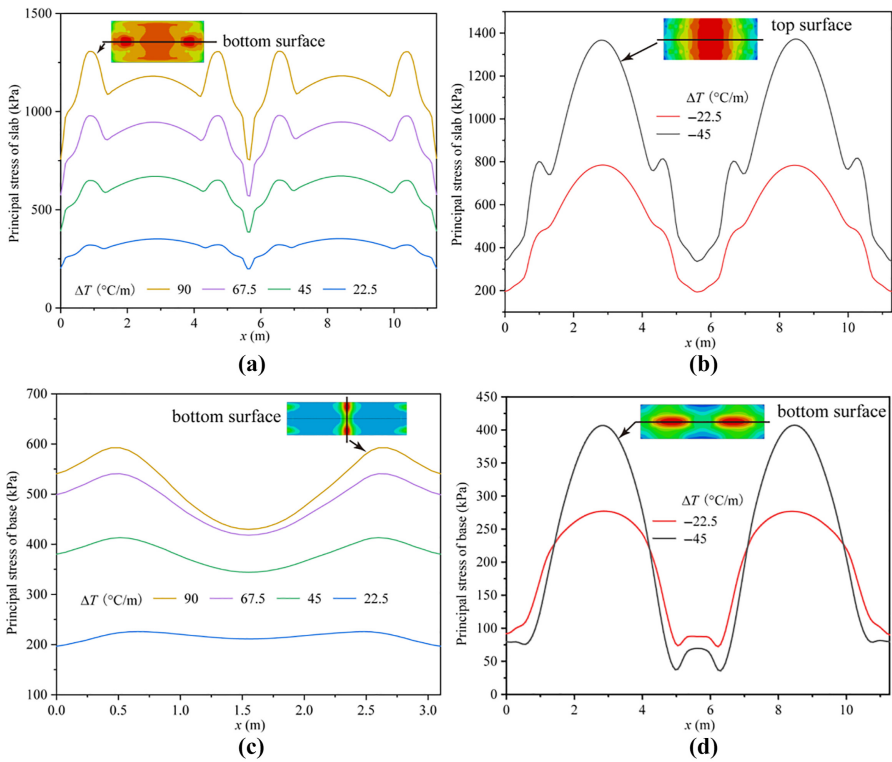 1500
1000
500
250
0
Principal stress of slab (kPa)
bottom surface
ΔT (°C/m) 90 67.5 45 22.5
0 2 4 6 8 10
x (m)
(a)
1400
1200
1000
800
600
400
200
Principal stress of slab (kPa)
top surface
ΔT (°C/m)
−22.5
−45
0 2 4 6 8 10
x (m)
(b)
700
600
500
400
300
200
100
Principal stress of base (kPa)
bottom surface
ΔT (°C/m) 90 67.5 45 22.5
0.0 0.5 1.0 1.5 2.0 2.5 3.0
x (m)
(c)
450
400
350
300
250
200
150
100
50
0
Principal stress of base (kPa)
bottom surface
ΔT (°C/m)
−22.5
−45
0 2 4 6 8 10
x (m)
(d)